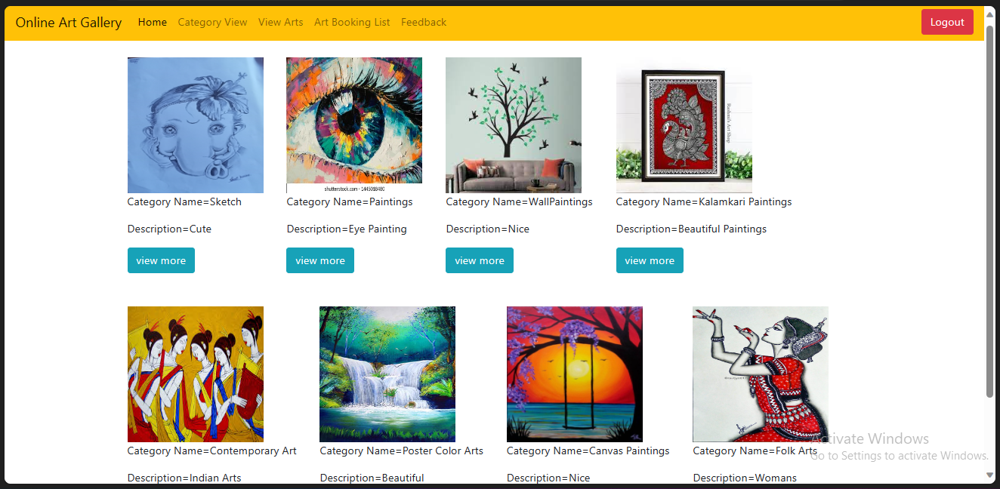 Online Art Gallery Home Category View View Arts Art Booking List Feedback Logout
shutterstock.com · 1445018480
Category Name=Sketch Category Name=Paintings Category Name=WallPaintings Category Name=Kalamkari Paintings
Description=Cute Description=Eye Painting Description=Nice Description=Beautiful Paintings
view more view more view more view more
Category Name=Contemporary Art Category Name=Poster Color Arts Category Name=Canvas Paintings Category Name=Folk Arts
Description=Indian Arts Description=Beautiful Description=Nice Description=Womans
Activate Windows
Go to Settings to activate Windows.